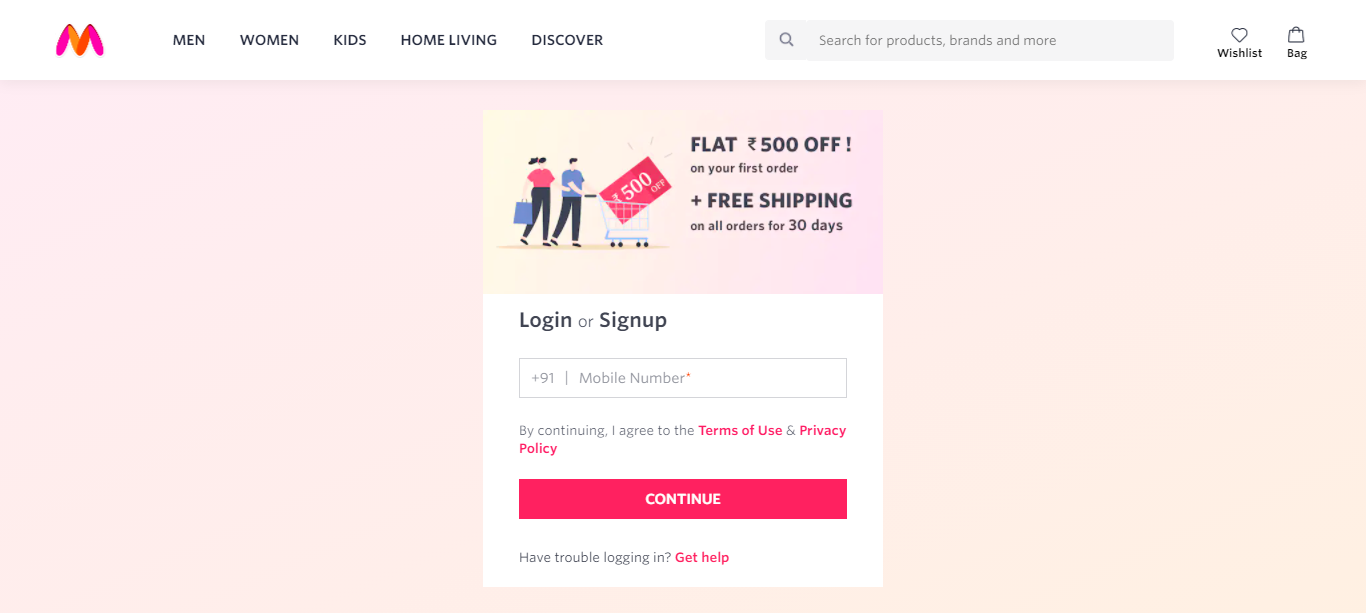 MEN WOMEN KIDS HOME LIVING DISCOVER
Search for products, brands and more
Wishlist Bag
FLAT ₹500 OFF !
on your first order
+ FREE SHIPPING
on all orders for 30 days
₹500 OFF
Login or Signup
+91 | Mobile Number*
By continuing, I agree to the Terms of Use & Privacy
Policy
CONTINUE
Have trouble logging in? Get help